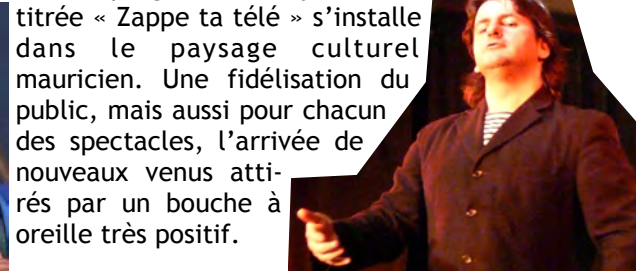 titrée « Zappe ta télé » s’installe
dans le paysage culturel
mauricien. Une fidélisation du
public, mais aussi pour chacun
des spectacles, l’arrivée de
nouveaux venus atti-
rés par un bouche à
oreille très positif.